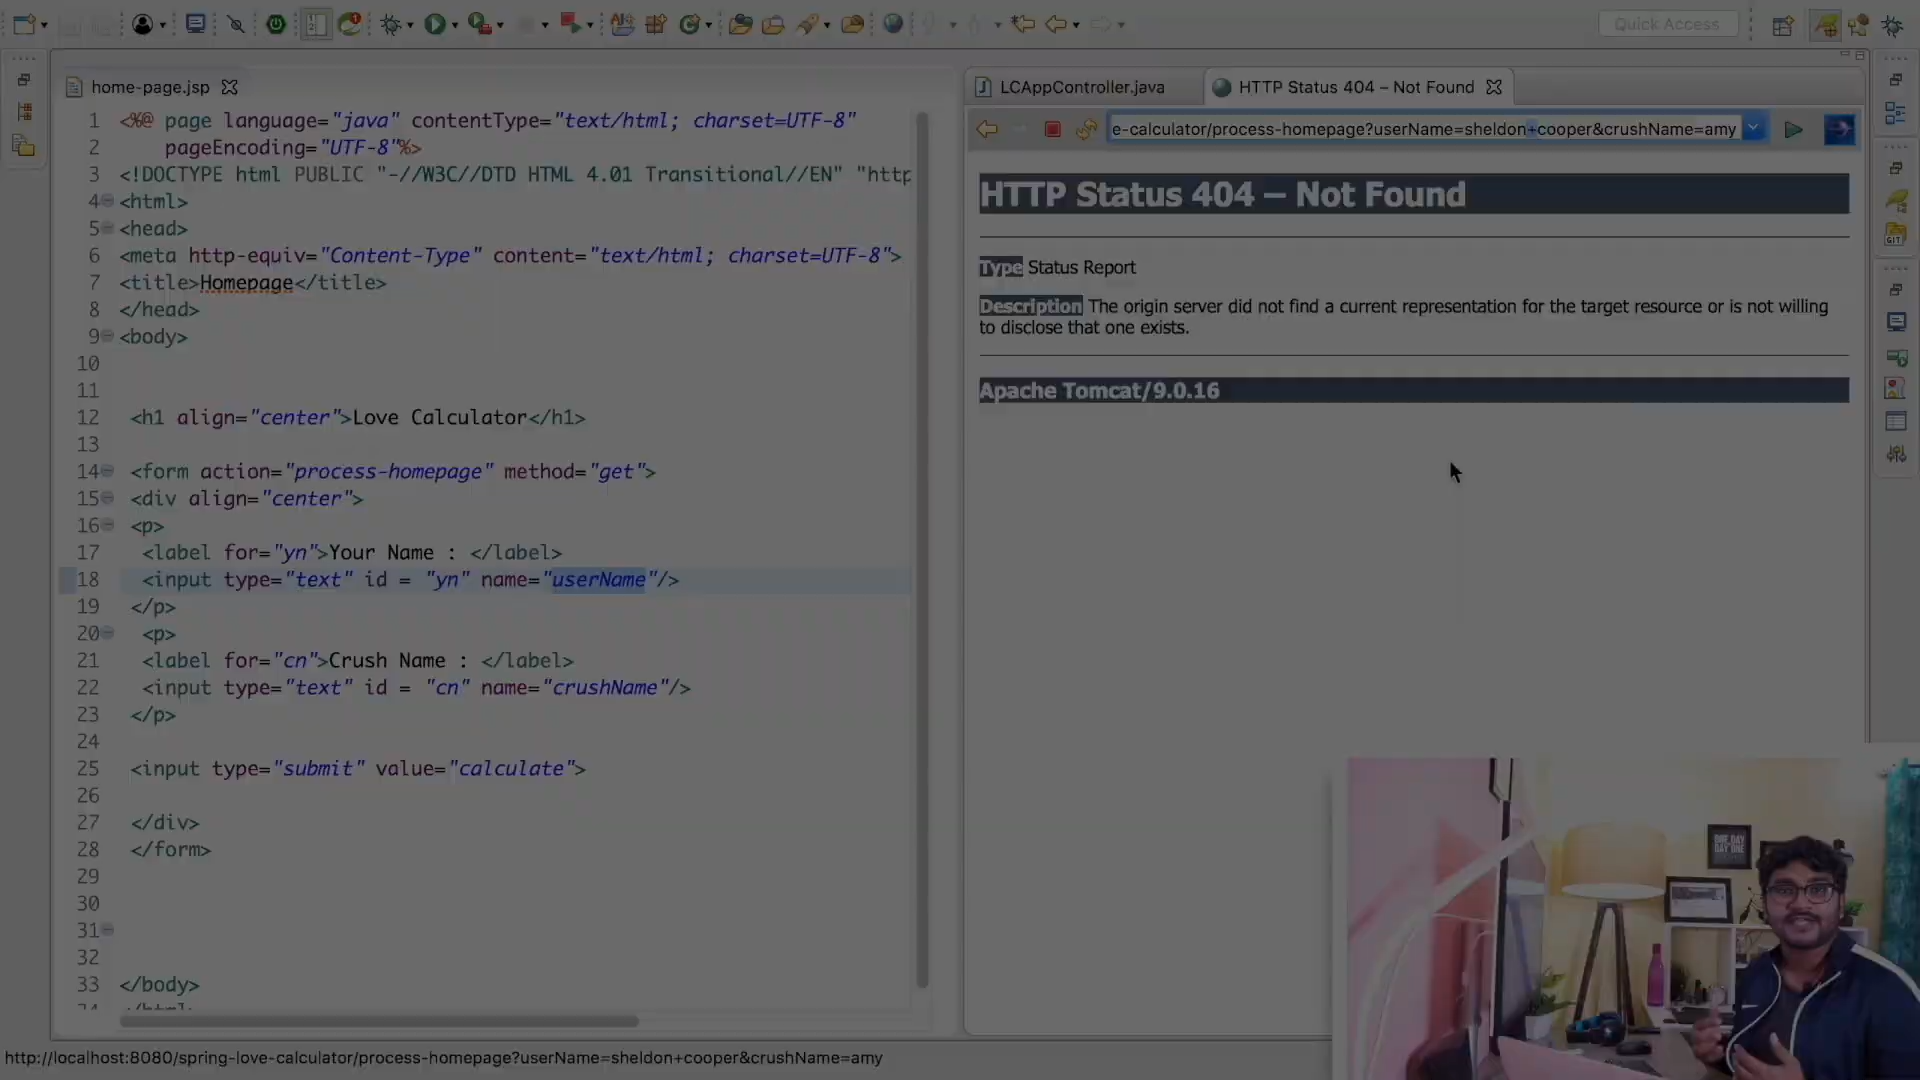 Quick Access
home-page.jsp
1 <%@ page language="java" contentType="text/html; charset=UTF-8"
2 pageEncoding="UTF-8"%>
3 <!DOCTYPE html PUBLIC "-//W3C//DTD HTML 4.01 Transitional//EN" "http
4 <html>
5 <head>
6 <meta http-equiv="Content-Type" content="text/html; charset=UTF-8">
7 <title>Homepage</title>
8 </head>
9 <body>
10
11
12 <h1 align="center">Love Calculator</h1>
13
14 <form action="process-homepage" method="get">
15 <div align="center">
16 <p>
17 <label for="yn">Your Name : </label>
18 <input type="text" id = "yn" name="userName"/>
19 </p>
20 <p>
21 <label for="cn">Crush Name : </label>
22 <input type="text" id = "cn" name="crushName"/>
23 </p>
24
25 <input type="submit" value="calculate">
26
27 </div>
28 </form>
29
30
31
32
33 </body>
LCAppController.java
HTTP Status 404 – Not Found
e-calculator/process-homepage?userName=sheldon+cooper&crushName=amy
HTTP Status 404 – Not Found
Type Status Report
Description The origin server did not find a current representation for the target resource or is not willing
to disclose that one exists.
Apache Tomcat/9.0.16
GIT
ONE DAY
DAY ONE
http://localhost:8080/spring-love-calculator/process-homepage?userName=sheldon+cooper&crushName=amy